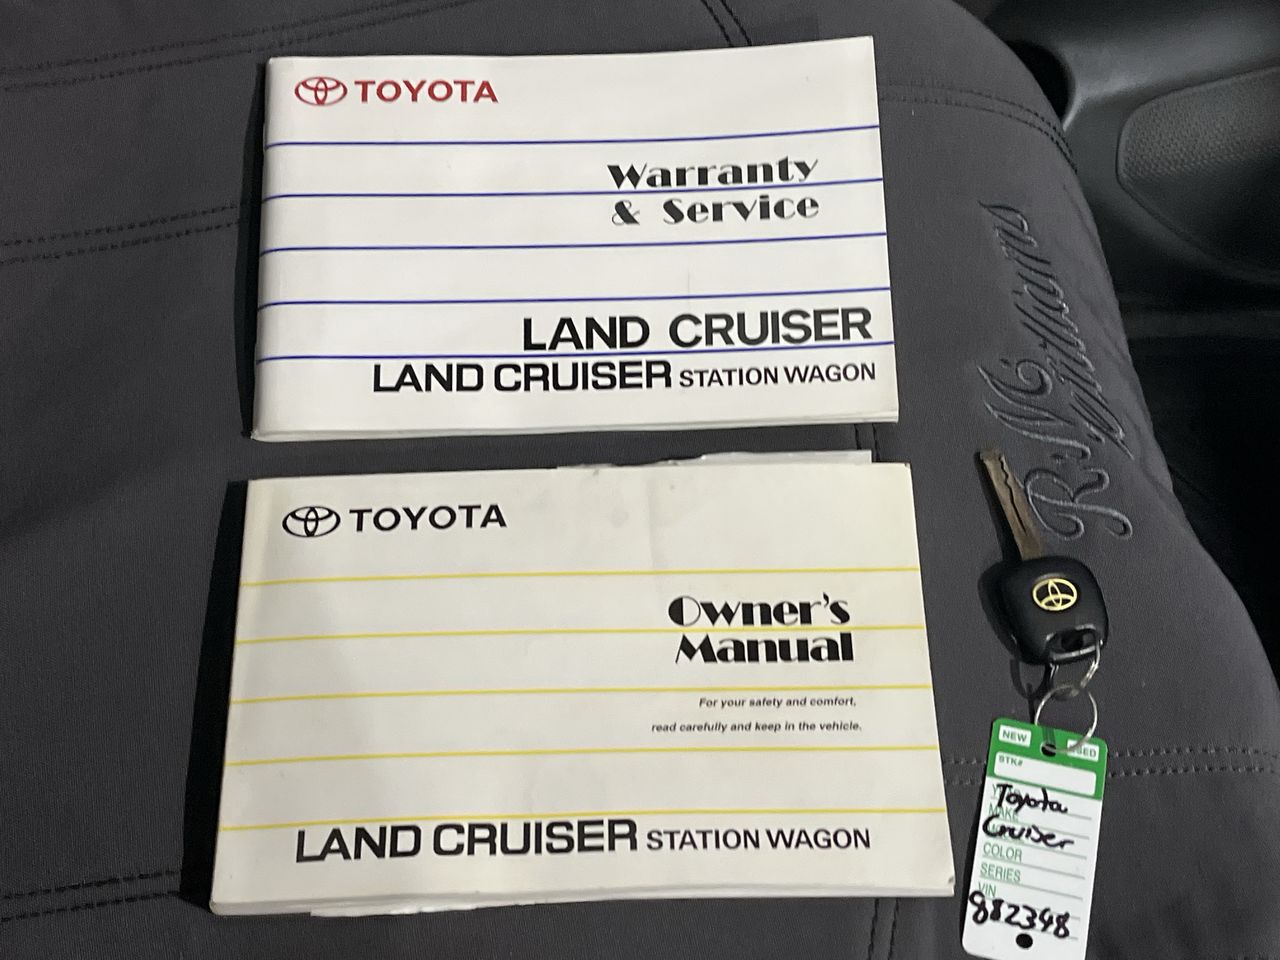 TOYOTA
Warranty
& Service
LAND CRUISER
LAND CRUISER STATION WAGON
R.M. Williams
TOYOTA
Owner's
Manual
For your safety and comfort,
read carefully and keep in the vehicle.
LAND CRUISER STATION WAGON
NEW USED
STK#
Toyota
MAKE
Cruiser
COLOR
SERIES
VIN
882348